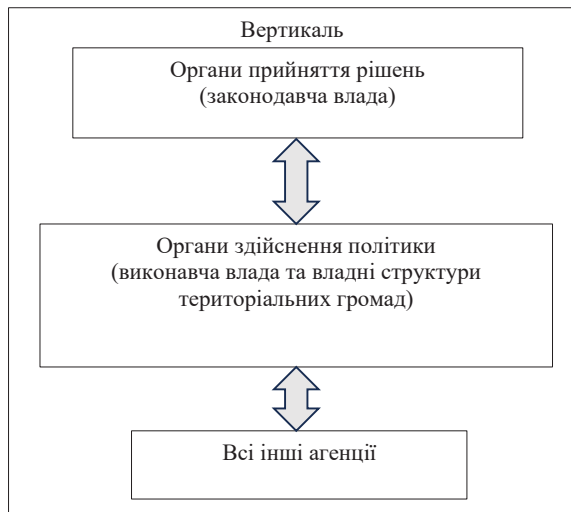 Вертикаль
Органи прийняття рішень
(законодавча влада)
Органи здійснення політики
(виконавча влада та владні структури
територіальних громад)
Всі інші агенції